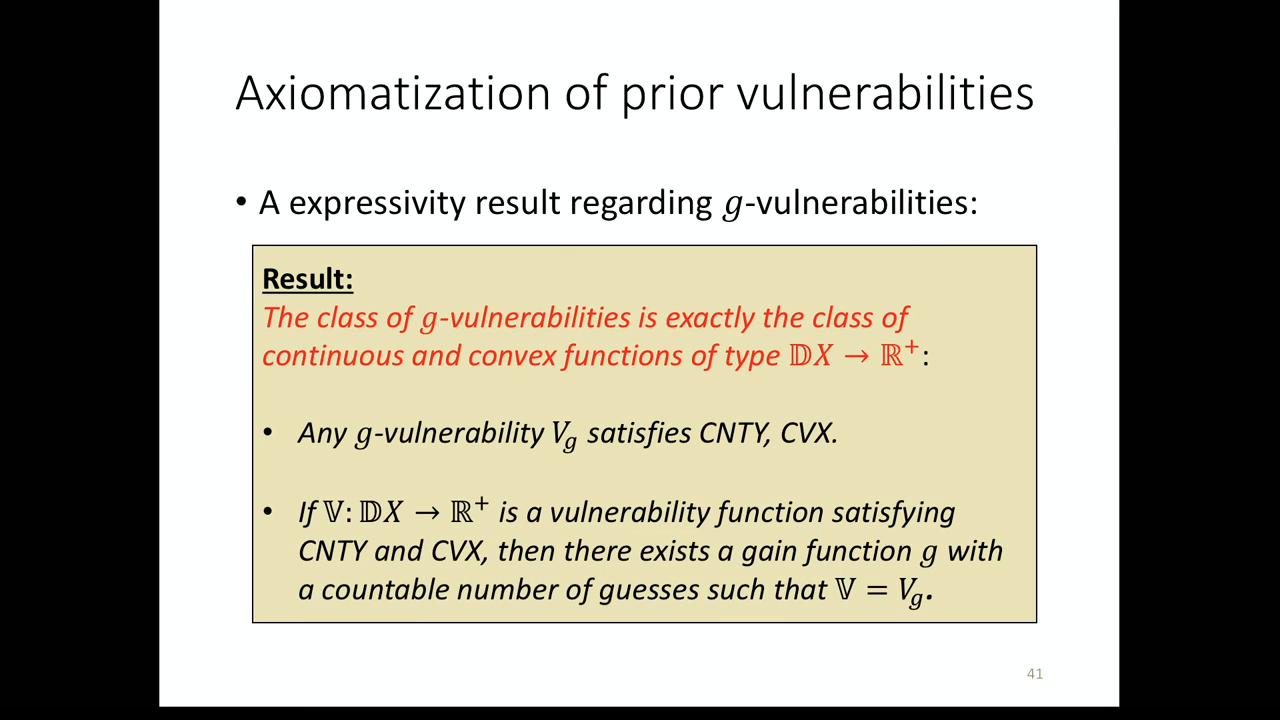 Axiomatization of prior vulnerabilities
• A expressivity result regarding g-vulnerabilities:
Result:
The class of g-vulnerabilities is exactly the class of
continuous and convex functions of type 𝔻X → ℝ⁺:
• Any g-vulnerability V_g satisfies CNTY, CVX.
• If 𝕍: 𝔻X → ℝ⁺ is a vulnerability function satisfying
CNTY and CVX, then there exists a gain function g with
a countable number of guesses such that 𝕍 = V_g.
41